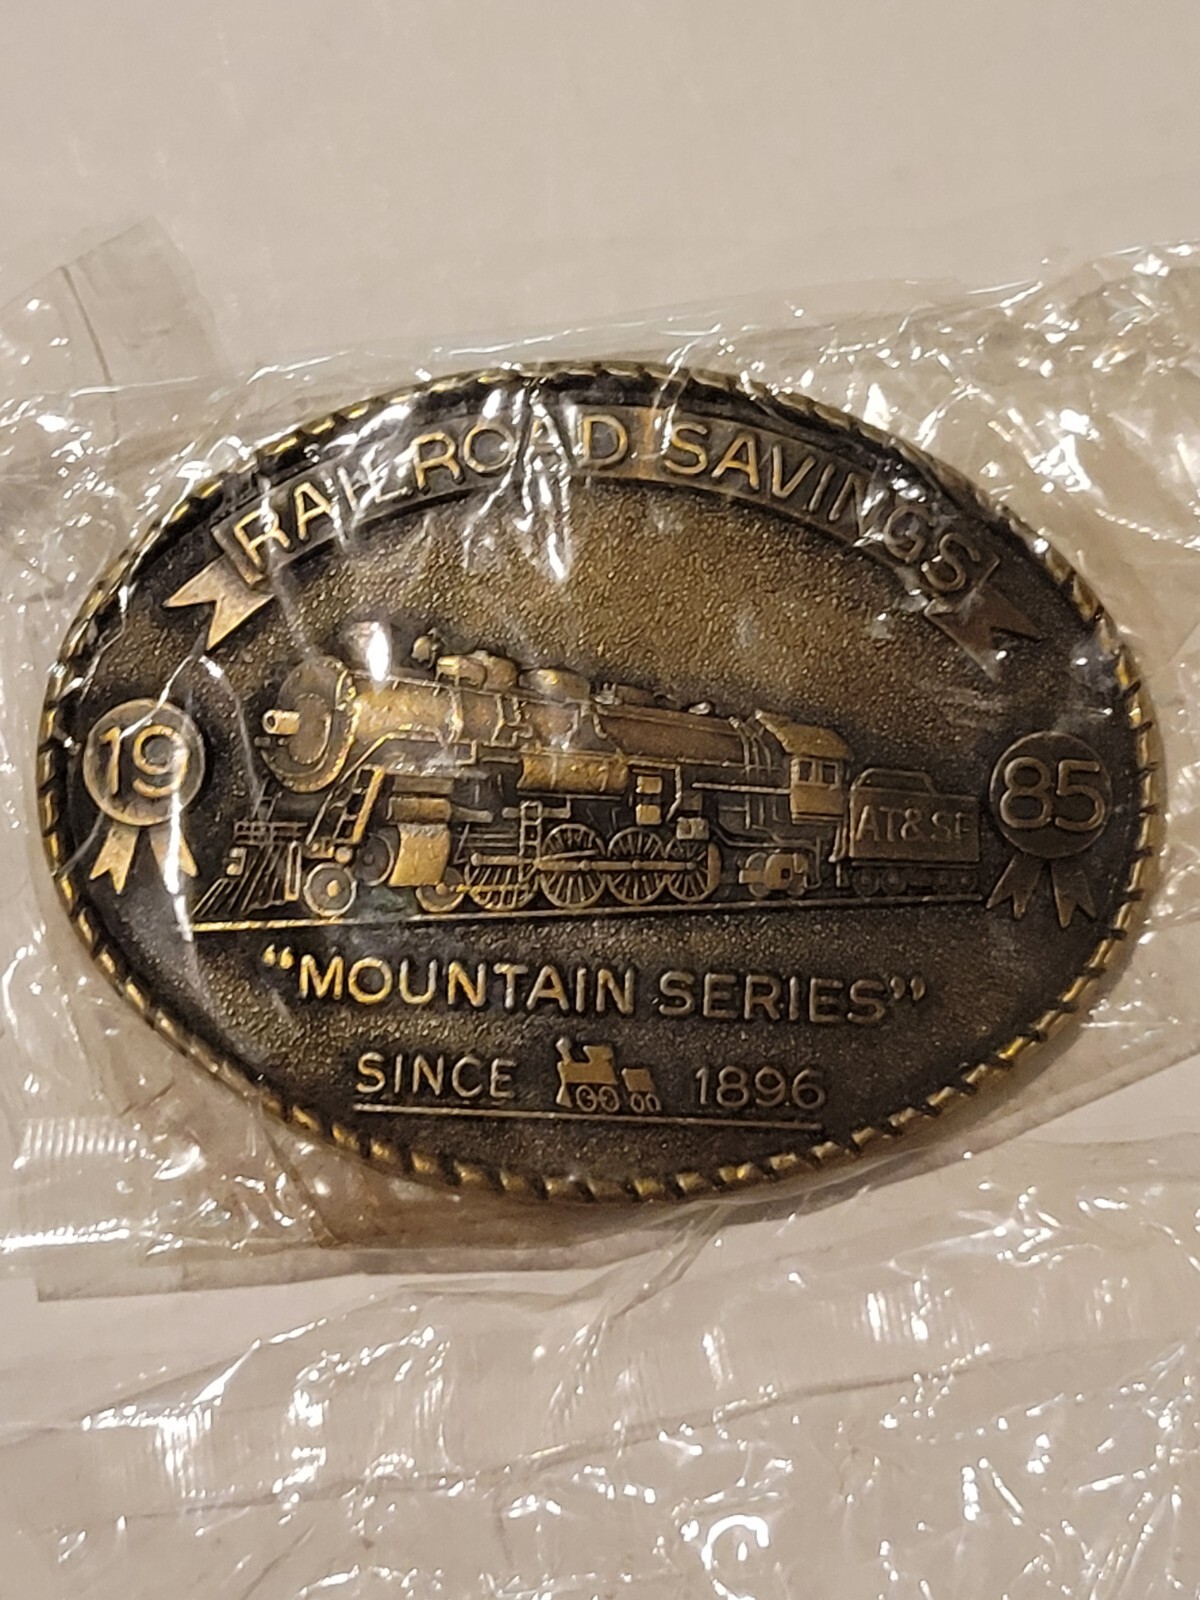 RAILROAD SAVINGS
19 85
AT&SF
"MOUNTAIN SERIES"
SINCE 1896